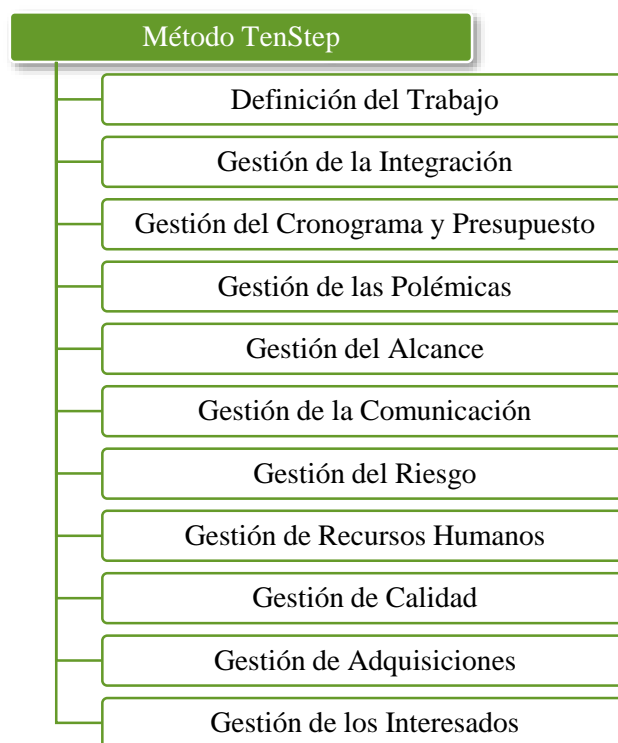 Método TenStep
Definición del Trabajo
Gestión de la Integración
Gestión del Cronograma y Presupuesto
Gestión de las Polémicas
Gestión del Alcance
Gestión de la Comunicación
Gestión del Riesgo
Gestión de Recursos Humanos
Gestión de Calidad
Gestión de Adquisiciones
Gestión de los Interesados